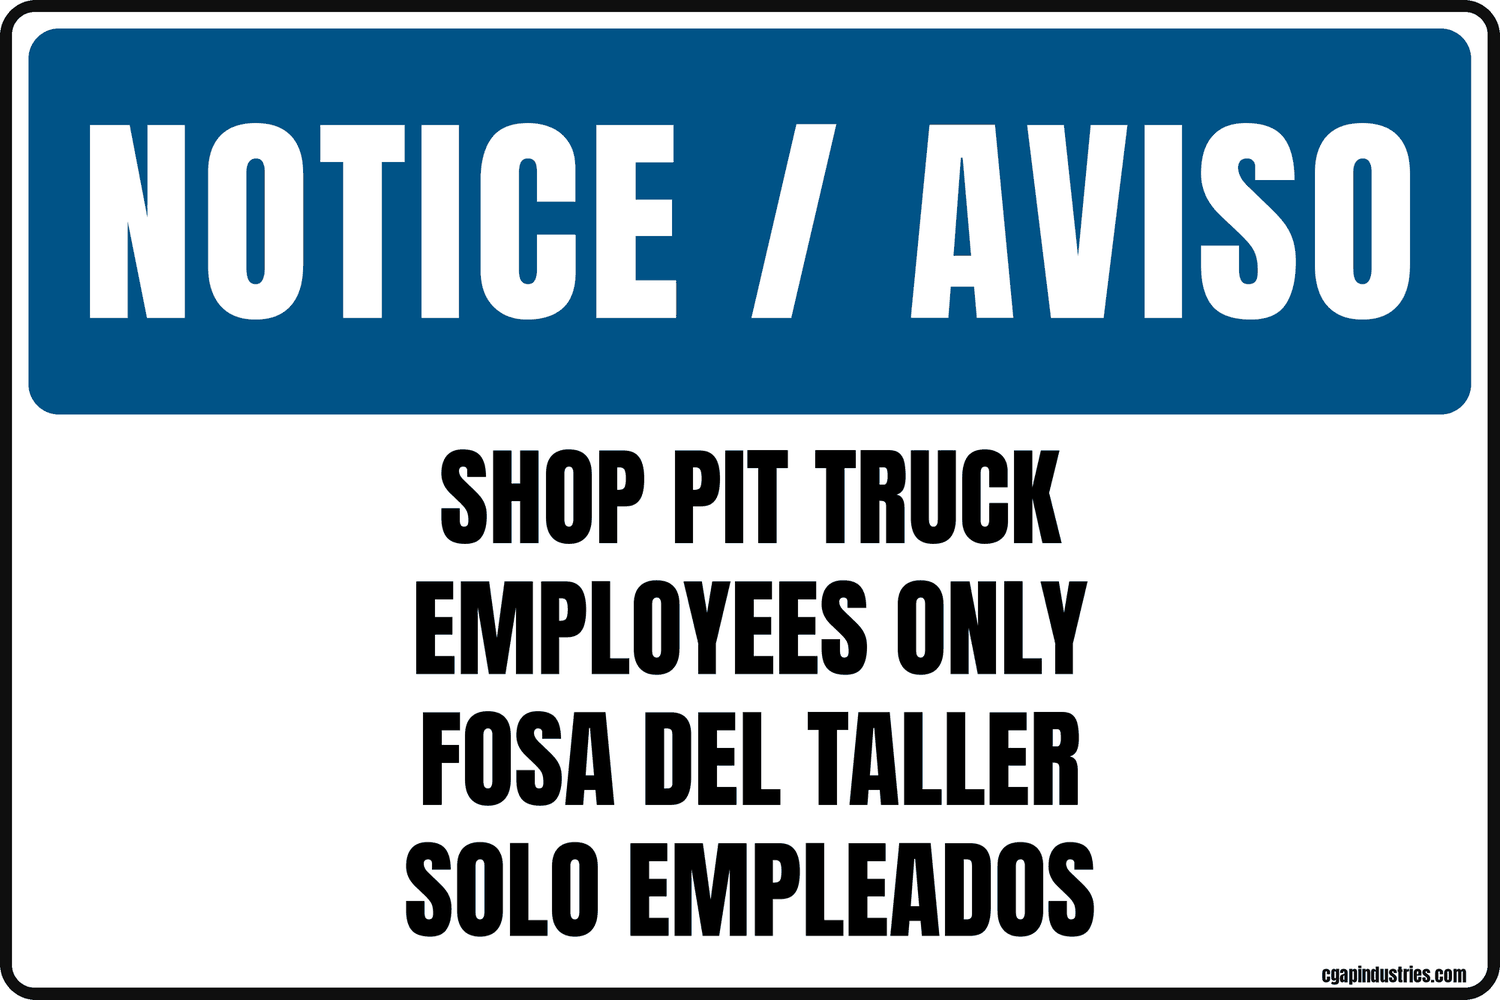 NOTICE / AVISO
SHOP PIT TRUCK
EMPLOYEES ONLY
FOSA DEL TALLER
SOLO EMPLEADOS
cgapindustries.com